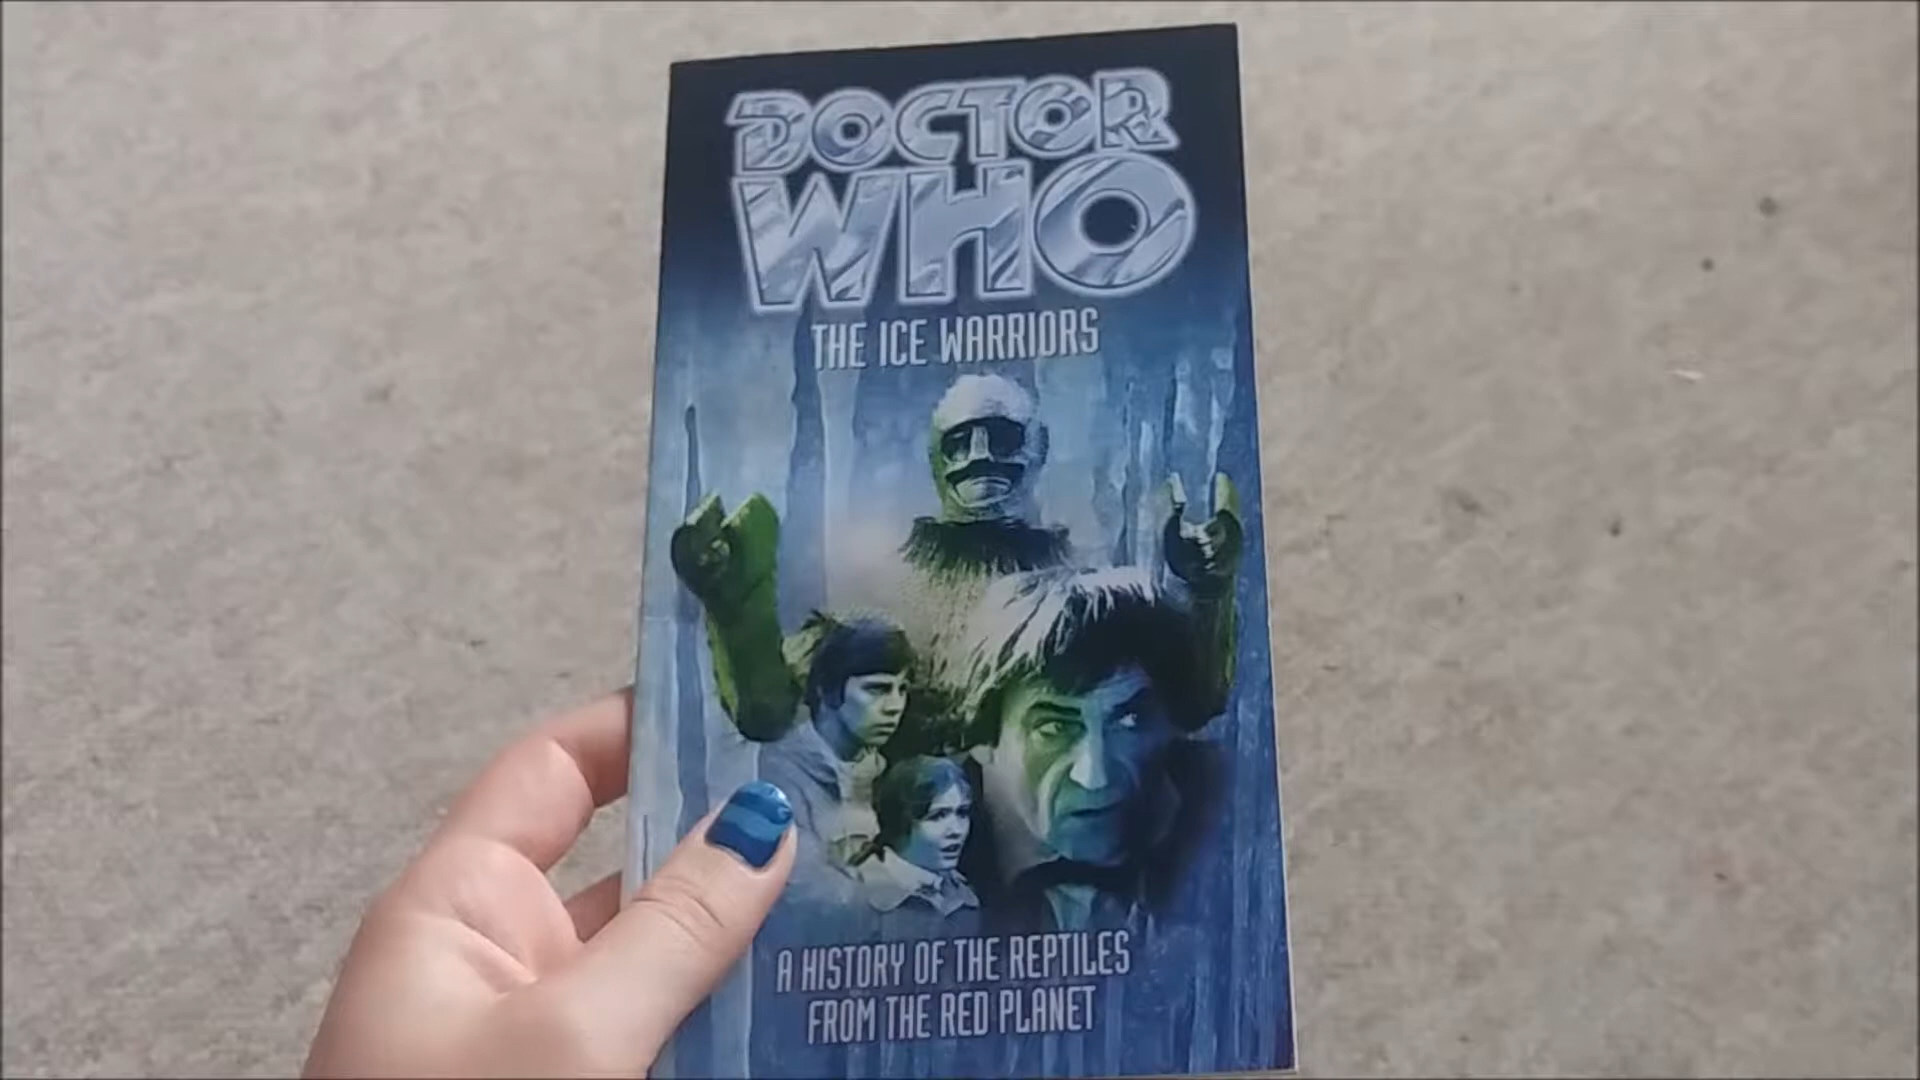 DOCTOR
WHO
THE ICE WARRIORS
A HISTORY OF THE REPTILES
FROM THE RED PLANET